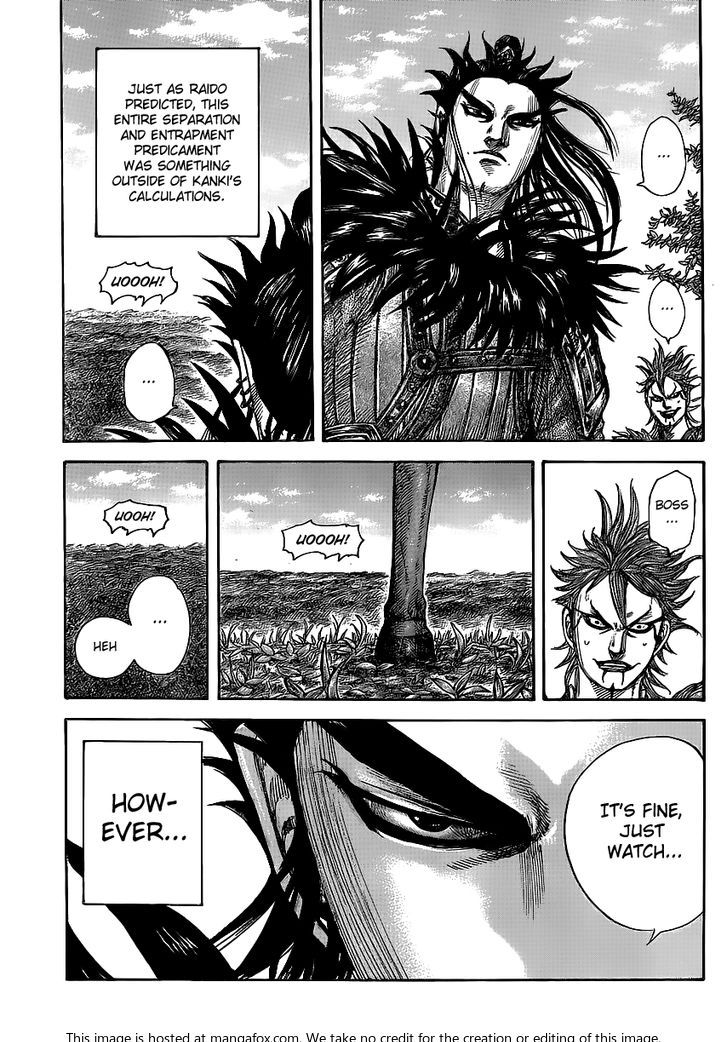 ...
...
JUST AS RAIDO
PREDICTED, THIS
ENTIRE SEPARATION
AND ENTRAPMENT
PREDICAMENT
WAS SOMETHING
OUTSIDE OF KANKI'S
CALCULATIONS.
UOOOH!
...
BOSS
...
UOOOH!
UOOH!
...
HEH
IT'S FINE,
JUST
WATCH...
HOW-
EVER...
This image is hosted at mangafox.com. We take no credit for the creation or editing of this image.